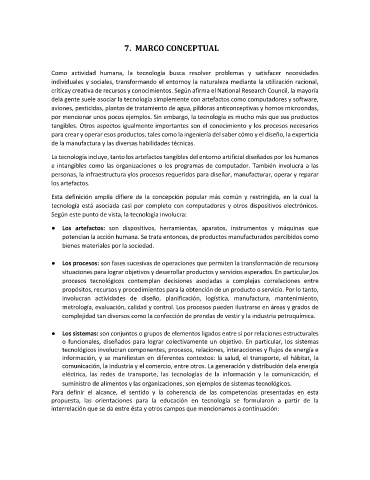 7. MARCO CONCEPTUAL
Como actividad humana, la tecnología busca resolver problemas y satisfacer necesidades
individuales y sociales, transformando el entornoy la naturaleza mediante la utilización racional,
críticay creativa de recursos y conocimientos. Según afirma el National Research Council, la mayoría
dela gente suele asociar la tecnología simplemente con artefactos como computadores y software,
aviones, pesticidas, plantas de tratamiento de agua, píldoras anticonceptivas y hornos microondas,
por mencionar unos pocos ejemplos. Sin embargo, la tecnología es mucho más que sus productos
tangibles. Otros aspectos igualmente importantes son el conocimiento y los procesos necesarios
para crear y operar esos productos, tales como la ingeniería del saber cómo y el diseño, la experticia
de la manufactura y las diversas habilidades técnicas.
La tecnología incluye, tanto los artefactos tangibles del entorno artificial diseñados por los humanos
e intangibles como las organizaciones o los programas de computador. También involucra a las
personas, la infraestructura ylos procesos requeridos para diseñar, manufacturar, operar y reparar
los artefactos.
Esta definición amplia difiere de la concepción popular más común y restringida, en la cual la
tecnología está asociada casi por completo con computadores y otros dispositivos electrónicos.
Según este punto de vista, la tecnología involucra:
● Los artefactos: son dispositivos, herramientas, aparatos, instrumentos y máquinas que
potencian la acción humana. Se trata entonces, de productos manufacturados percibidos como
bienes materiales por la sociedad.
● Los procesos: son fases sucesivas de operaciones que permiten la transformación de recursosy
situaciones para lograr objetivos y desarrollar productos y servicios esperados. En particular,los
procesos tecnológicos contemplan decisiones asociadas a complejas correlaciones entre
propósitos, recursos y procedimientos para la obtención de un producto o servicio. Por lo tanto,
involucran actividades de diseño, planificación, logística, manufactura, mantenimiento,
metrología, evaluación, calidad y control. Los procesos pueden ilustrarse en áreas y grados de
complejidad tan diversos como la confección de prendas de vestir y la industria petroquímica.
● Los sistemas: son conjuntos o grupos de elementos ligados entre sí por relaciones estructurales
o funcionales, diseñados para lograr colectivamente un objetivo. En particular, los sistemas
tecnológicos involucran componentes, procesos, relaciones, interacciones y flujos de energía e
información, y se manifiestan en diferentes contextos: la salud, el transporte, el hábitat, la
comunicación, la industria y el comercio, entre otros. La generación y distribución dela energía
eléctrica, las redes de transporte, las tecnologías de la información y la comunicación, el
suministro de alimentos y las organizaciones, son ejemplos de sistemas tecnológicos.
Para definir el alcance, el sentido y la coherencia de las competencias presentadas en esta
propuesta, las orientaciones para la educación en tecnología se formularon a partir de la
interrelación que se da entre ésta y otros campos que mencionamos a continuación: